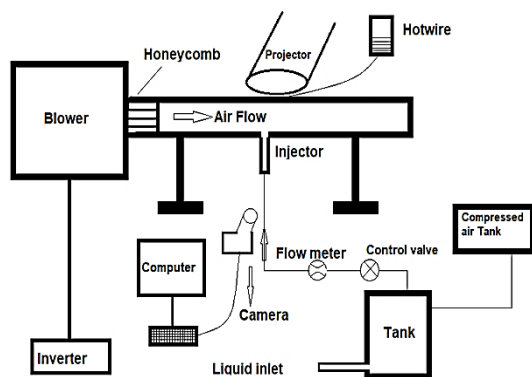 Hotwire
Projector
Honeycomb
Blower
Air Flow
Injector
Compressed
air Tank
Flow meter
Control valve
Computer
Camera
Tank
Inverter
Liquid inlet